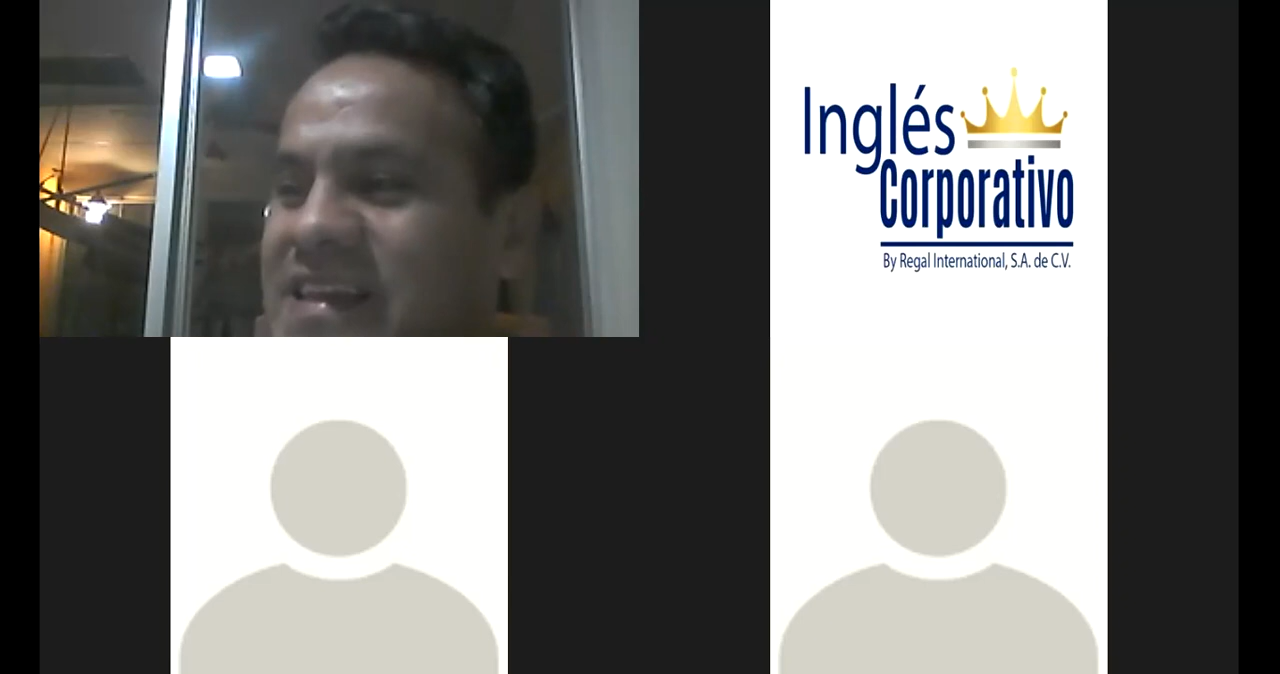 Inglés
Corporativo
By Regal International, S.A. de C.V.